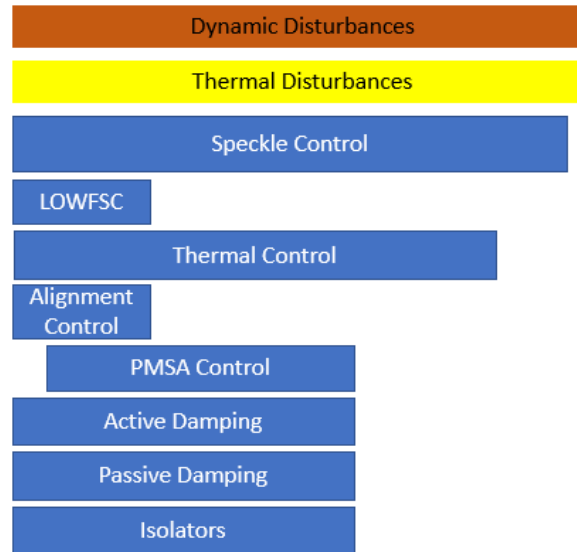 Dynamic Disturbances
Thermal Disturbances
Speckle Control
LOWFSC
Thermal Control
Alignment
Control
PMSA Control
Active Damping
Passive Damping
Isolators